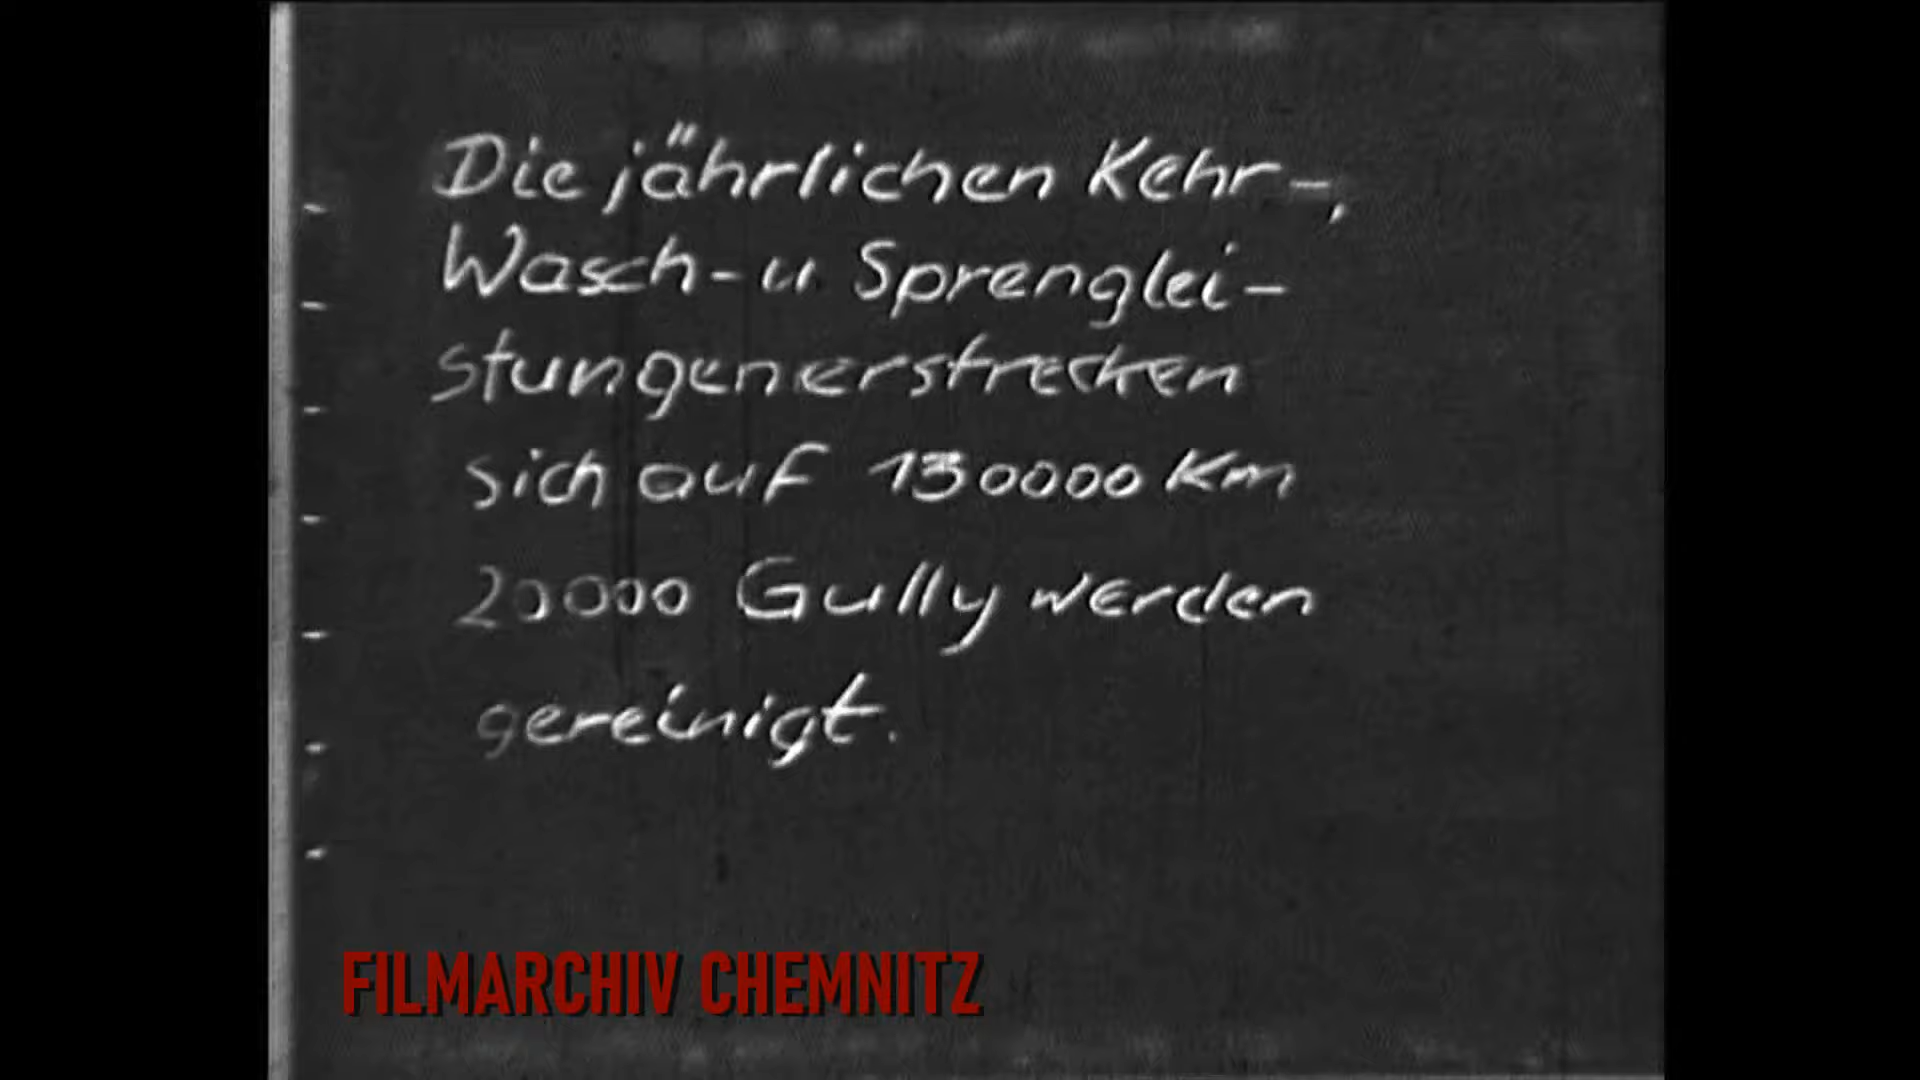 Die jährlichen Kehr-,
Wasch- u. Sprenglei-
stungen erstrecken
sich auf 130000 Km
20000 Gully werden
gereinigt.
FILMARCHIV CHEMNITZ